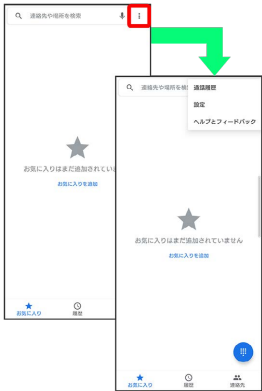 連絡先や場所を検索
お気に入りはまだ追加されてい
お気に入りを追加
お気に入り
履歴
連絡先や場所を検
通話履歴
設定
ヘルプとフィードバック
お気に入りはまだ追加されていません
お気に入りを追加
お気に入り
履歴
連絡先